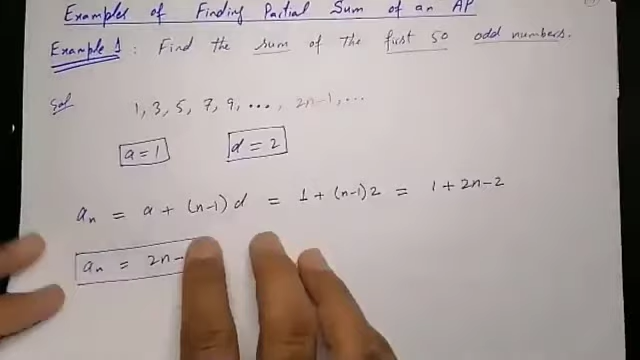 Examples of Finding Partial Sum of an AP
Example 1 : Find the sum of the first 50 odd numbers.
Sol
1, 3, 5, 7, 9, ..., 2n-1, ...
a = 1 d = 2
aₙ = a + (n-1) d = 1 + (n-1) 2 = 1 + 2n - 2
aₙ = 2n -